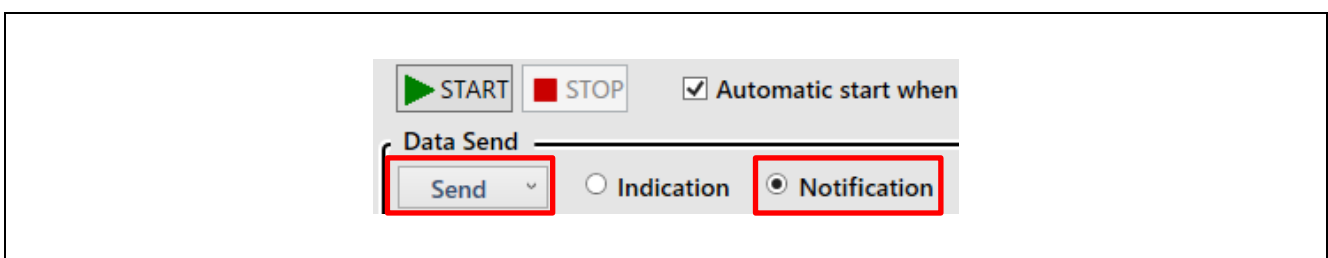 START STOP Automatic start when
Data Send
Send Indication Notification